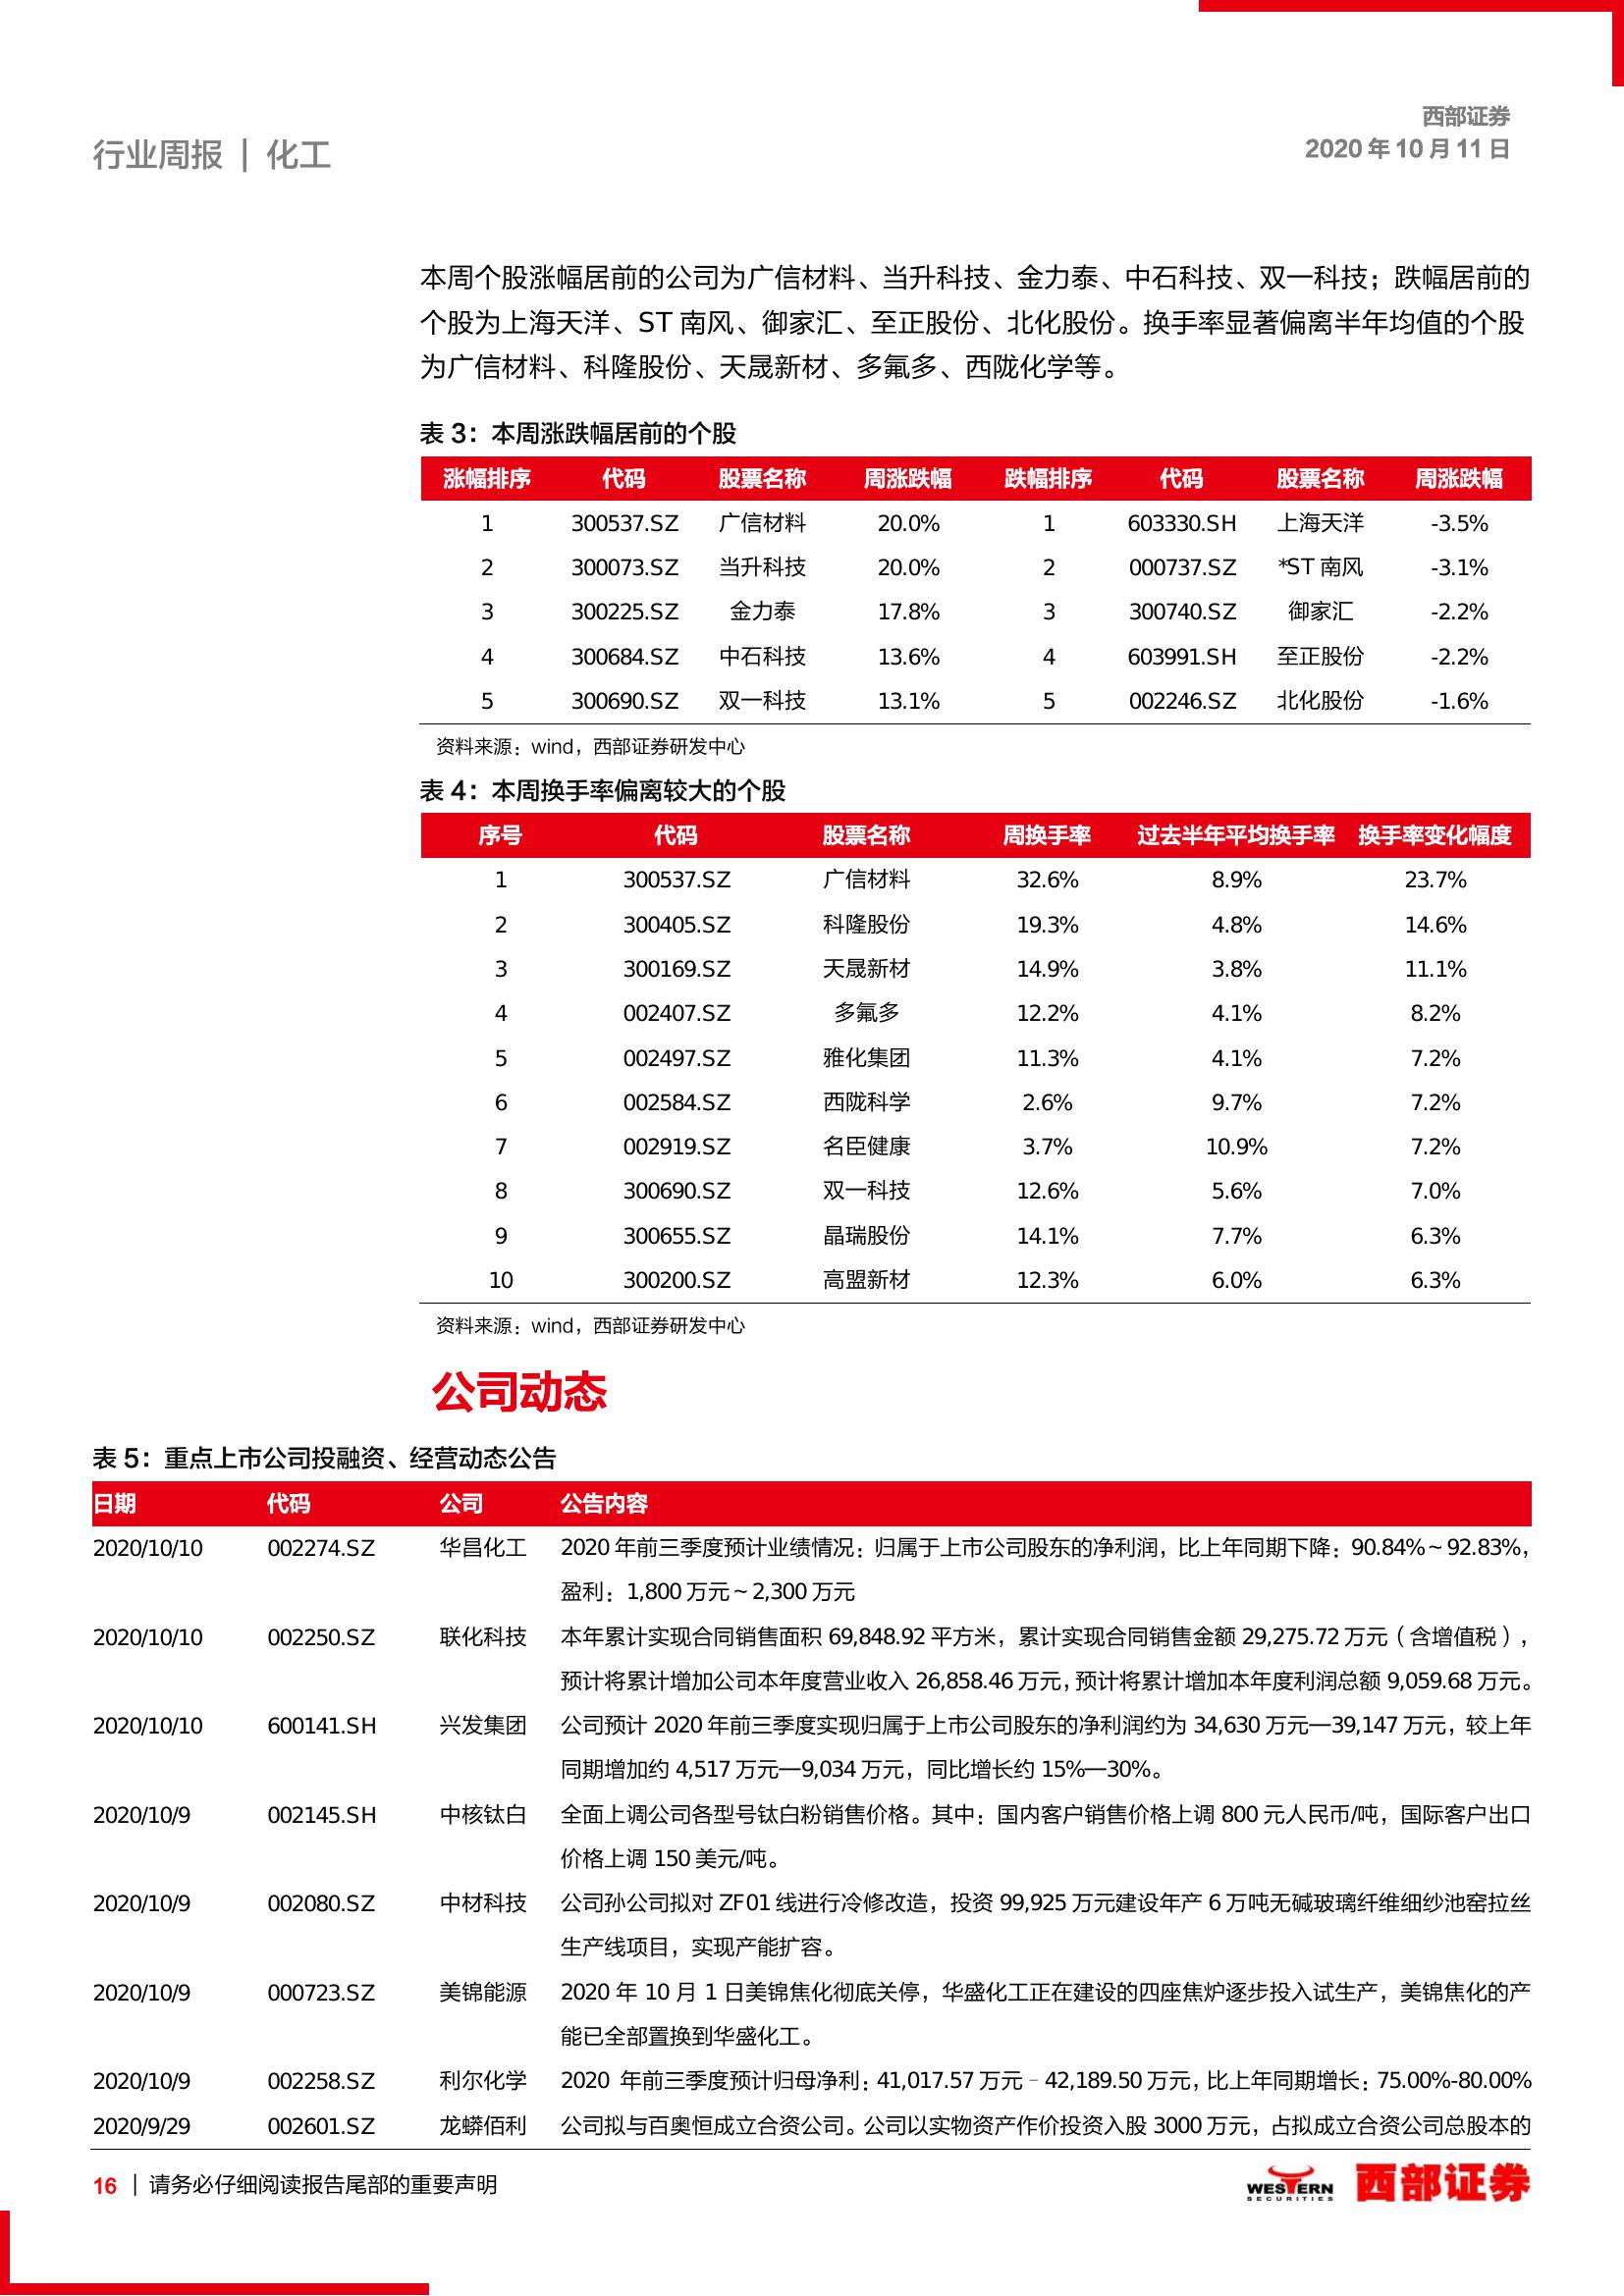 西部证券
行业周报 | 化工
2020 年 10 月 11 日
本周个股涨幅居前的公司为广信材料、当升科技、金力泰、中石科技、双一科技；跌幅居前的
个股为上海天洋、ST 南风、御家汇、至正股份、北化股份。换手率显著偏离半年均值的个股
为广信材料、科隆股份、天晟新材、多氟多、西陇化学等。
表 3：本周涨跌幅居前的个股
涨幅排序 代码 股票名称 周涨跌幅 跌幅排序 代码 股票名称 周涨跌幅
1 300537.SZ 广信材料 20.0% 1 603330.SH 上海天洋 -3.5%
2 300073.SZ 当升科技 20.0% 2 000737.SZ *ST 南风 -3.1%
3 300225.SZ 金力泰 17.8% 3 300740.SZ 御家汇 -2.2%
4 300684.SZ 中石科技 13.6% 4 603991.SH 至正股份 -2.2%
5 300690.SZ 双一科技 13.1% 5 002246.SZ 北化股份 -1.6%
资料来源：wind，西部证券研发中心
表 4：本周换手率偏离较大的个股
序号 代码 股票名称 周换手率 过去半年平均换手率 换手率变化幅度
1 300537.SZ 广信材料 32.6% 8.9% 23.7%
2 300405.SZ 科隆股份 19.3% 4.8% 14.6%
3 300169.SZ 天晟新材 14.9% 3.8% 11.1%
4 002407.SZ 多氟多 12.2% 4.1% 8.2%
5 002497.SZ 雅化集团 11.3% 4.1% 7.2%
6 002584.SZ 西陇科学 2.6% 9.7% 7.2%
7 002919.SZ 名臣健康 3.7% 10.9% 7.2%
8 300690.SZ 双一科技 12.6% 5.6% 7.0%
9 300655.SZ 晶瑞股份 14.1% 7.7% 6.3%
10 300200.SZ 高盟新材 12.3% 6.0% 6.3%
资料来源：wind，西部证券研发中心
公司动态
表 5：重点上市公司投融资、经营动态公告
日期 代码 公司 公告内容
2020/10/10 002274.SZ 华昌化工 2020 年前三季度预计业绩情况：归属于上市公司股东的净利润，比上年同期下降：90.84%～92.83%，
盈利：1,800 万元～2,300 万元
2020/10/10 002250.SZ 联化科技 本年累计实现合同销售面积 69,848.92 平方米，累计实现合同销售金额 29,275.72 万元（含增值税），
预计将累计增加公司本年度营业收入 26,858.46 万元，预计将累计增加本年度利润总额 9,059.68 万元。
2020/10/10 600141.SH 兴发集团 公司预计 2020 年前三季度实现归属于上市公司股东的净利润约为 34,630 万元—39,147 万元，较上年
同期增加约 4,517 万元—9,034 万元，同比增长约 15%—30%。
2020/10/9 002145.SH 中核钛白 全面上调公司各型号钛白粉销售价格。其中：国内客户销售价格上调 800 元人民币/吨，国际客户出口
价格上调 150 美元/吨。
2020/10/9 002080.SZ 中材科技 公司孙公司拟对 ZF01 线进行冷修改造，投资 99,925 万元建设年产 6 万吨无碱玻璃纤维细纱池窑拉丝
生产线项目，实现产能扩容。
2020/10/9 000723.SZ 美锦能源 2020 年 10 月 1 日美锦焦化彻底关停，华盛化工正在建设的四座焦炉逐步投入试生产，美锦焦化的产
能已全部置换到华盛化工。
2020/10/9 002258.SZ 利尔化学 2020 年前三季度预计归母净利：41,017.57 万元–42,189.50 万元，比上年同期增长：75.00%-80.00%
2020/9/29 002601.SZ 龙蟒佰利 公司拟与百奥恒成立合资公司。公司以实物资产作价投资入股 3000 万元，占拟成立合资公司总股本的
16 | 请务必仔细阅读报告尾部的重要声明
WESTERN
SECURITIES
西部证券